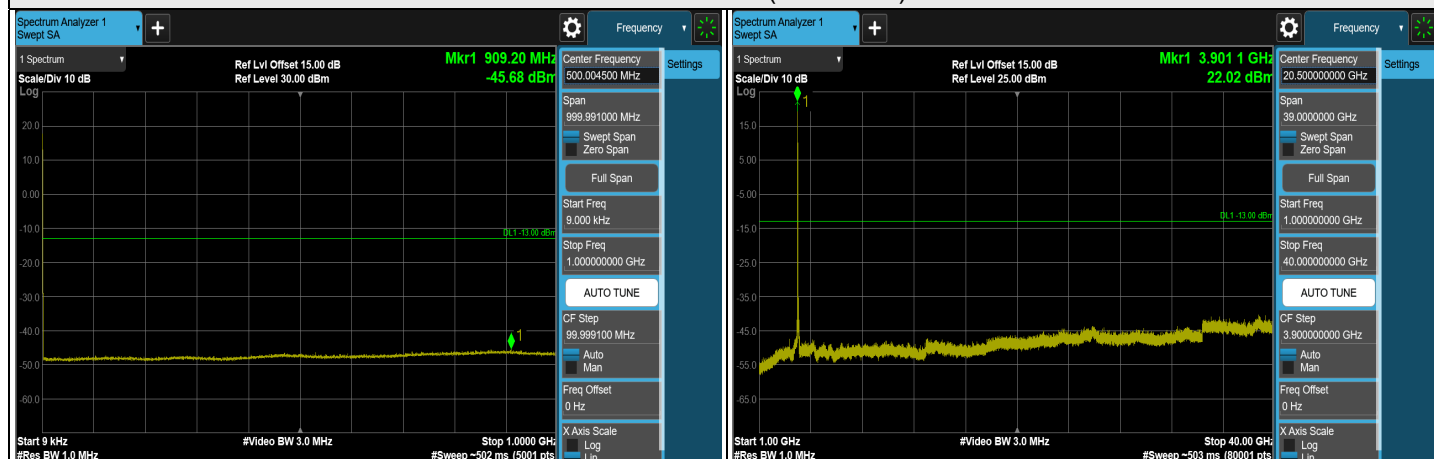 Spectrum Analyzer 1
Swept SA
+
Frequency
1 Spectrum
Scale/Div 10 dB
Log
Ref Lvl Offset 15.00 dB
Ref Level 30.00 dBm
Mkr1 909.20 MHz
-45.68 dBm
20.0
10.0
0.00
-10.0
-20.0
-30.0
-40.0
-50.0
-60.0
DL1 -13.00 dBm
1
Start 9 kHz
#Res BW 1.0 MHz
#Video BW 3.0 MHz
Stop 1.0000 GHz
#Sweep ~502 ms (5001 pts
Center Frequency
500.004500 MHz
Span
999.991000 MHz
Swept Span
Zero Span
Full Span
Start Freq
9.000 kHz
Stop Freq
1.000000000 GHz
AUTO TUNE
CF Step
99.999100 MHz
Auto
Man
Freq Offset
0 Hz
X Axis Scale
Log
Lin
Settings
Spectrum Analyzer 1
Swept SA
+
Frequency
1 Spectrum
Scale/Div 10 dB
Log
Ref Lvl Offset 15.00 dB
Ref Level 25.00 dBm
Mkr1 3.901 1 GHz
22.02 dBm
15.0
5.00
-5.00
-15.0
-25.0
-35.0
-45.0
-55.0
-65.0
DL1 -13.00 dBm
1
Start 1.00 GHz
#Res BW 1.0 MHz
#Video BW 3.0 MHz
Stop 40.00 GHz
#Sweep ~503 ms (80001 pts
Center Frequency
20.500000000 GHz
Span
39.0000000 GHz
Swept Span
Zero Span
Full Span
Start Freq
1.000000000 GHz
Stop Freq
40.000000000 GHz
AUTO TUNE
CF Step
3.900000000 GHz
Auto
Man
Freq Offset
0 Hz
X Axis Scale
Log
Lin
Settings